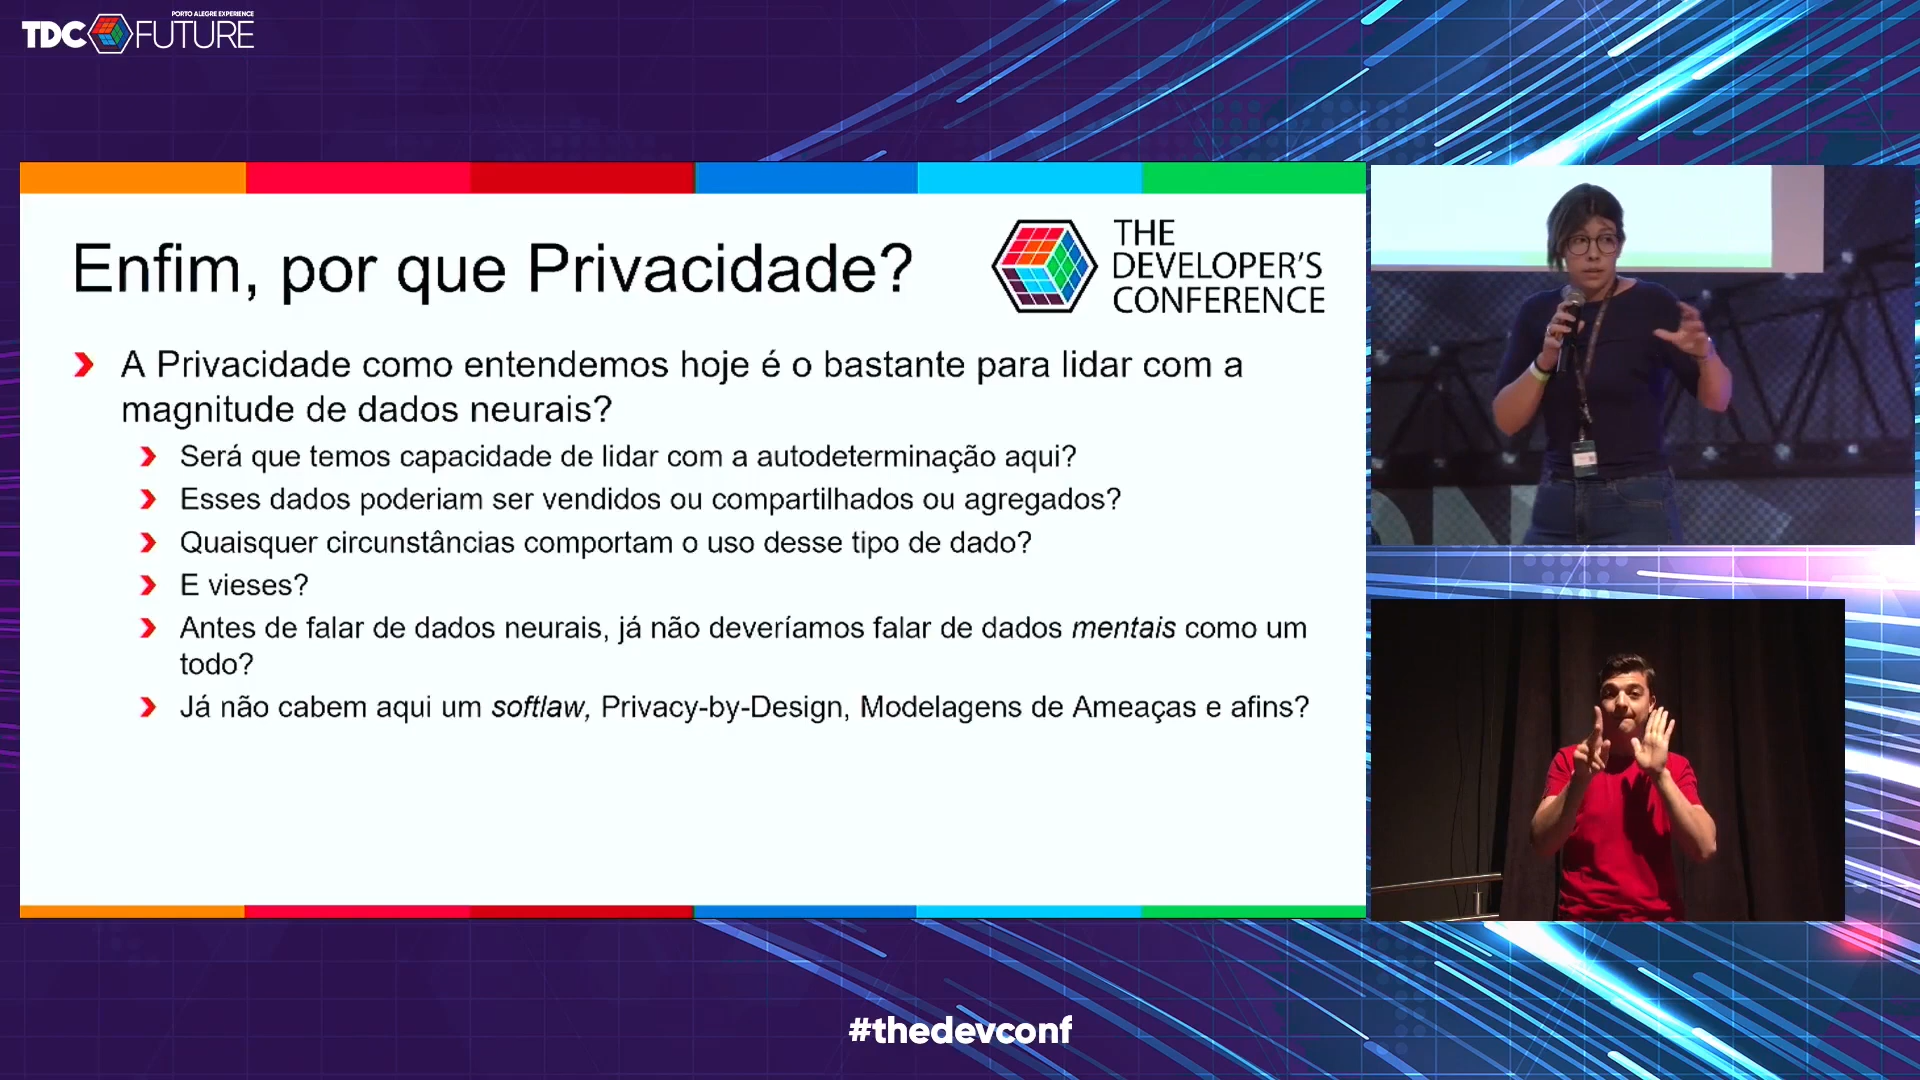 PORTO ALEGRE EXPERIENCE
TDC FUTURE
Enfim, por que Privacidade?
THE
DEVELOPER'S
CONFERENCE
A Privacidade como entendemos hoje é o bastante para lidar com a
magnitude de dados neurais?
Será que temos capacidade de lidar com a autodeterminação aqui?
Esses dados poderiam ser vendidos ou compartilhados ou agregados?
Quaisquer circunstâncias comportam o uso desse tipo de dado?
E vieses?
Antes de falar de dados neurais, já não deveríamos falar de dados mentais como um
todo?
Já não cabem aqui um softlaw, Privacy-by-Design, Modelagens de Ameaças e afins?
#thedevconf